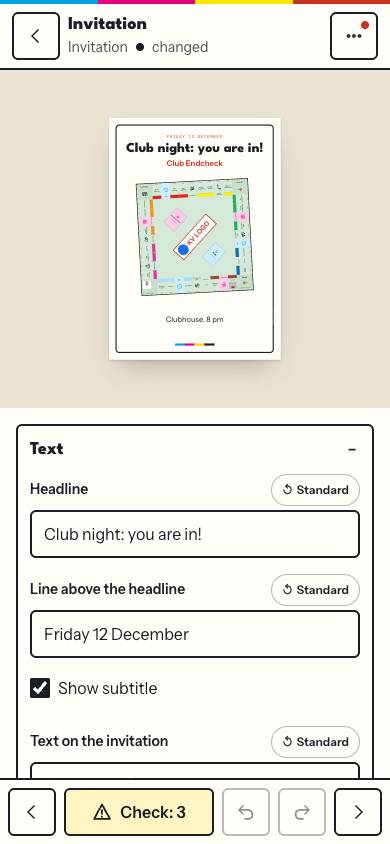 Invitation
Invitation ● changed
FRIDAY 12 DECEMBER
Club night: you are in!
Club Endcheck
KV LOGO
Clubhouse, 8 pm
Text
Headline
Standard
Club night: you are in!
Line above the headline
Standard
Friday 12 December
Show subtitle
Text on the invitation
Standard
Check: 3